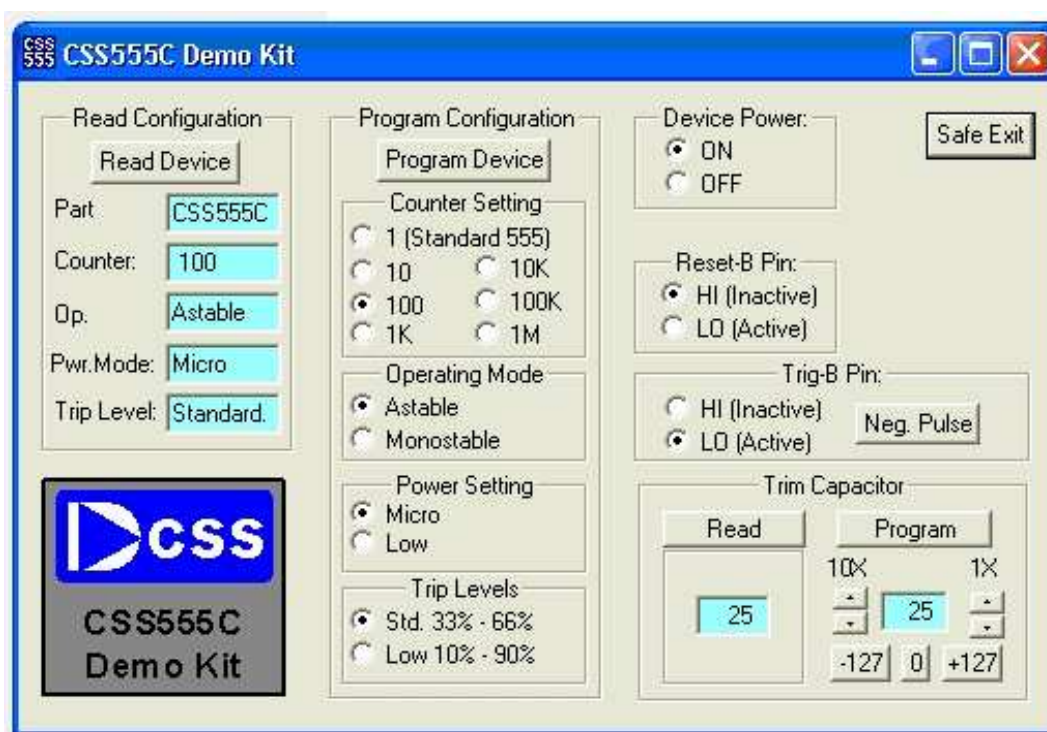 CSS
555
CSS555C Demo Kit
Read Configuration
Read Device
Part
CSS555C
Counter:
100
Op.
Astable
Pwr.Mode:
Micro
Trip Level:
Standard.
CSS
CSS555C
Demo Kit
Program Configuration
Program Device
Counter Setting
1 (Standard 555)
10
10K
100
100K
1K
1M
Operating Mode
Astable
Monostable
Power Setting
Micro
Low
Trip Levels
Std. 33% - 66%
Low 10% - 90%
Device Power:
ON
OFF
Safe Exit
Reset-B Pin:
HI (Inactive)
LO (Active)
Trig-B Pin:
HI (Inactive)
LO (Active)
Neg. Pulse
Trim Capacitor
Read
25
Program
10X
1X
25
-127
0
+127